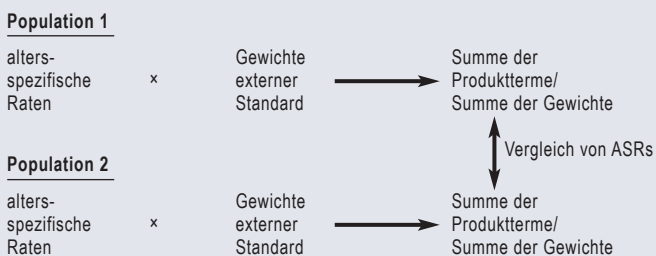 Population 1
alters- Gewichte Summe der
spezifische x externer Produktterme/
Raten Standard Summe der Gewichte
Vergleich von ASRs
Population 2
alters- Gewichte Summe der
spezifische x externer Produktterme/
Raten Standard Summe der Gewichte